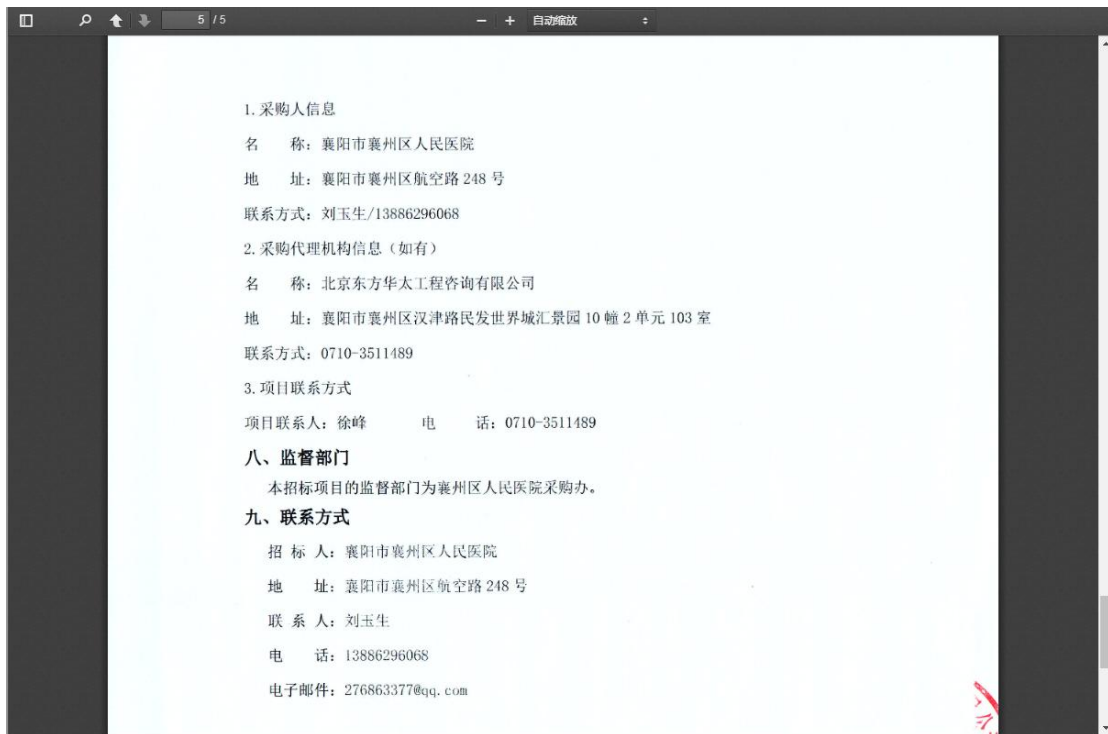 5 / 5
自动缩放
1. 采购人信息
名 称：襄阳市襄州区人民医院
地 址：襄阳市襄州区航空路 248 号
联系方式：刘玉生/13886296068
2. 采购代理机构信息（如有）
名 称：北京东方华太工程咨询有限公司
地 址：襄阳市襄州区汉津路民发世界城汇景园 10 幢 2 单元 103 室
联系方式：0710-3511489
3. 项目联系方式
项目联系人：徐峰 电 话：0710-3511489
八、监督部门
本招标项目的监督部门为襄州区人民医院采购办。
九、联系方式
招 标 人：襄阳市襄州区人民医院
地 址：襄阳市襄州区航空路 248 号
联 系 人：刘玉生
电 话：13886296068
电子邮件：276863377@qq.com